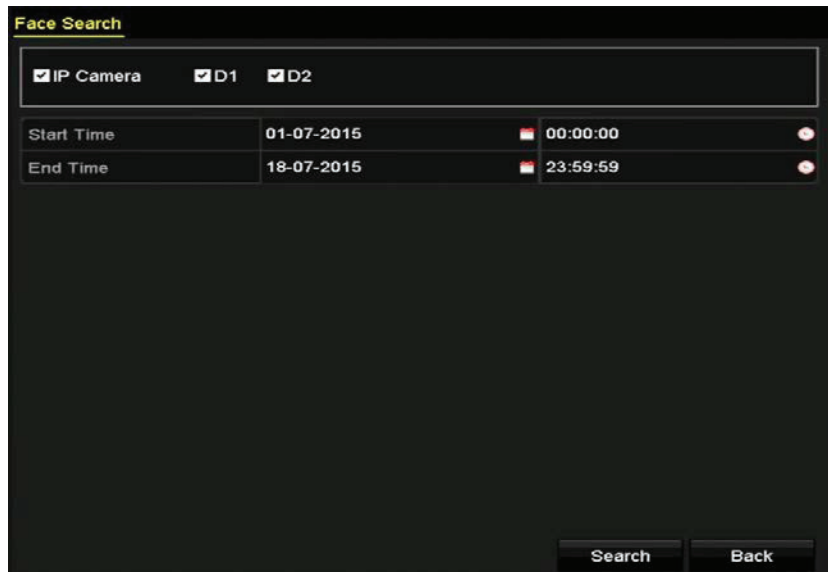 Face Search
IP Camera D1 D2
Start Time 01-07-2015 00:00:00
End Time 18-07-2015 23:59:59
Search Back